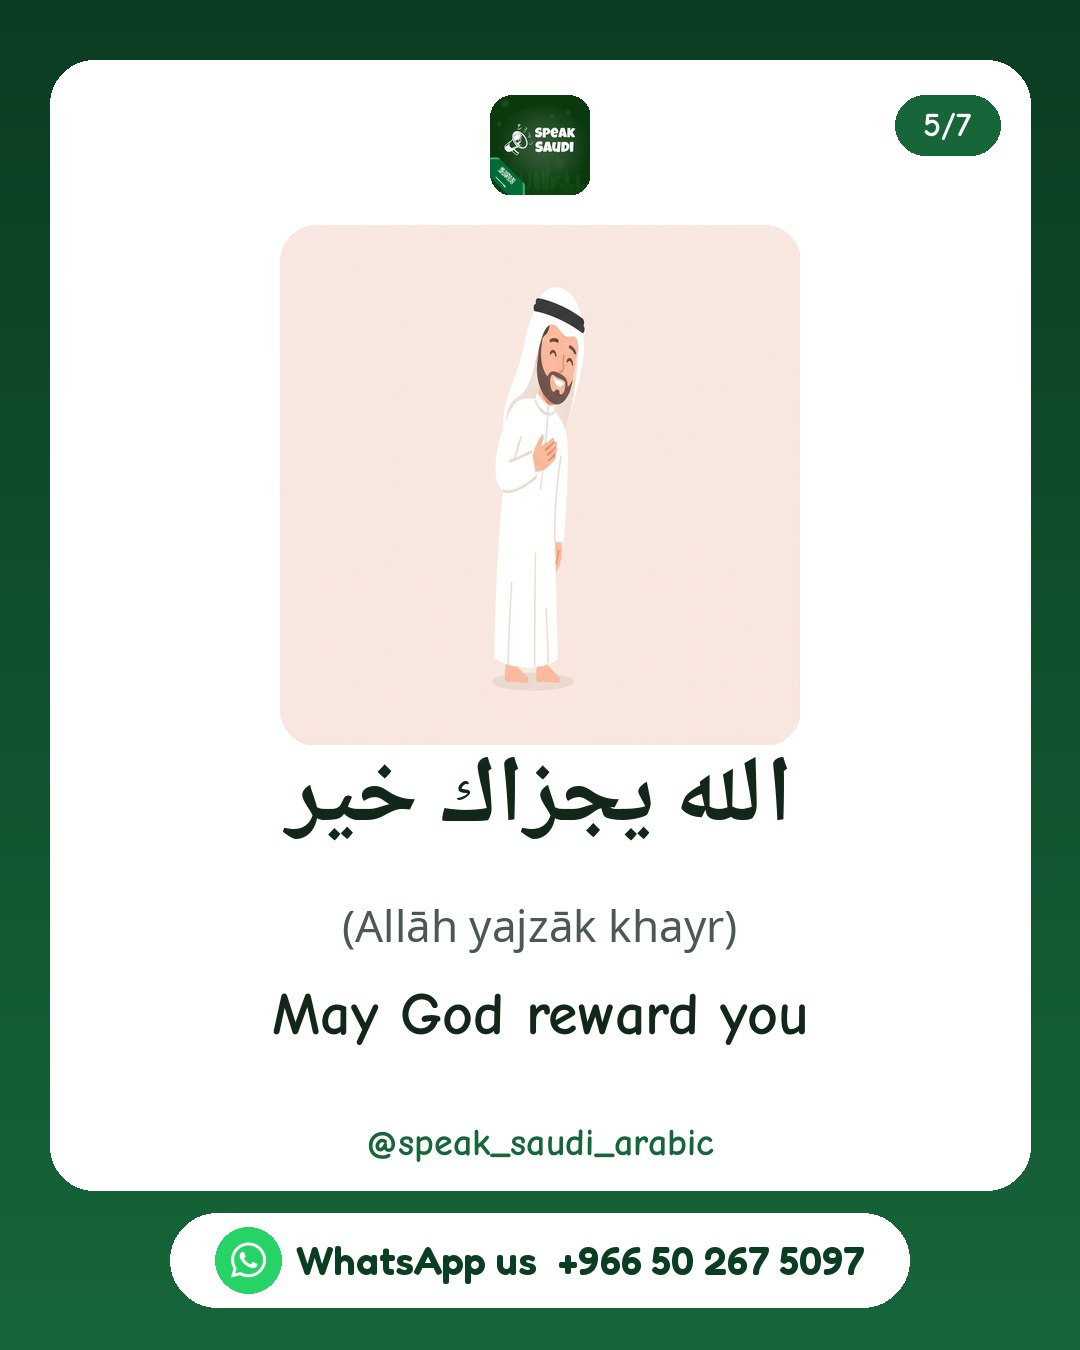 SPEAK
SAUDI
5/7
الله يجزاك خير
(Allāh yajzāk khayr)
May God reward you
@speak_saudi_arabic
WhatsApp us +966 50 267 5097